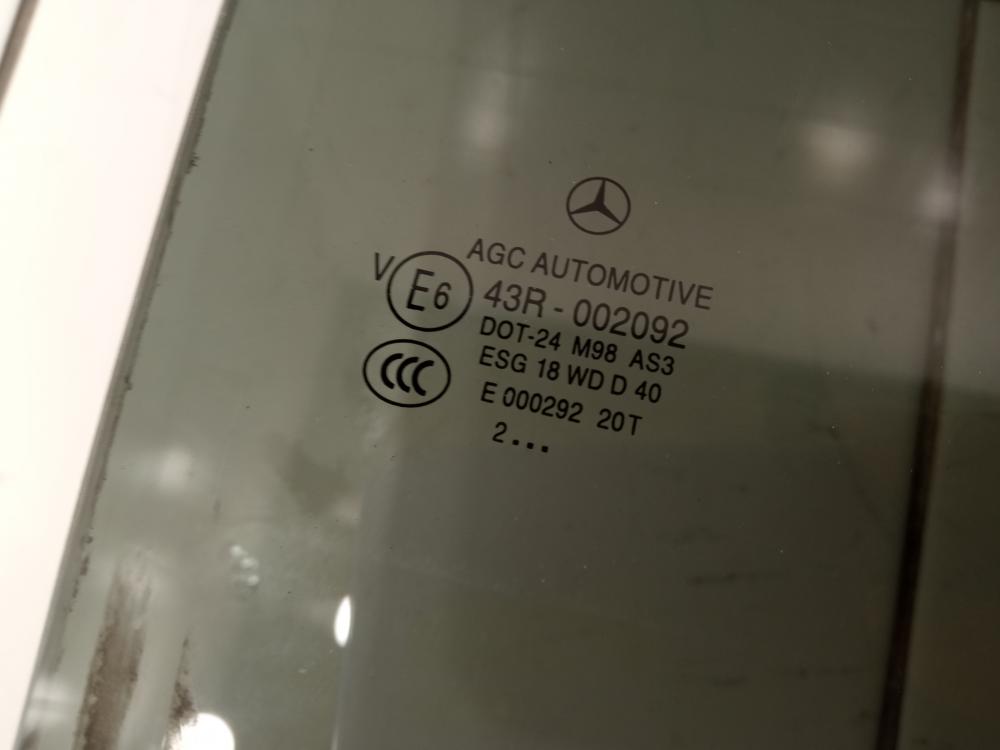 AGC AUTOMOTIVE
V E6 43R - 002092
DOT-24 M98 AS3
CCC ESG 18 WD D 40
E 000292 20T
2...